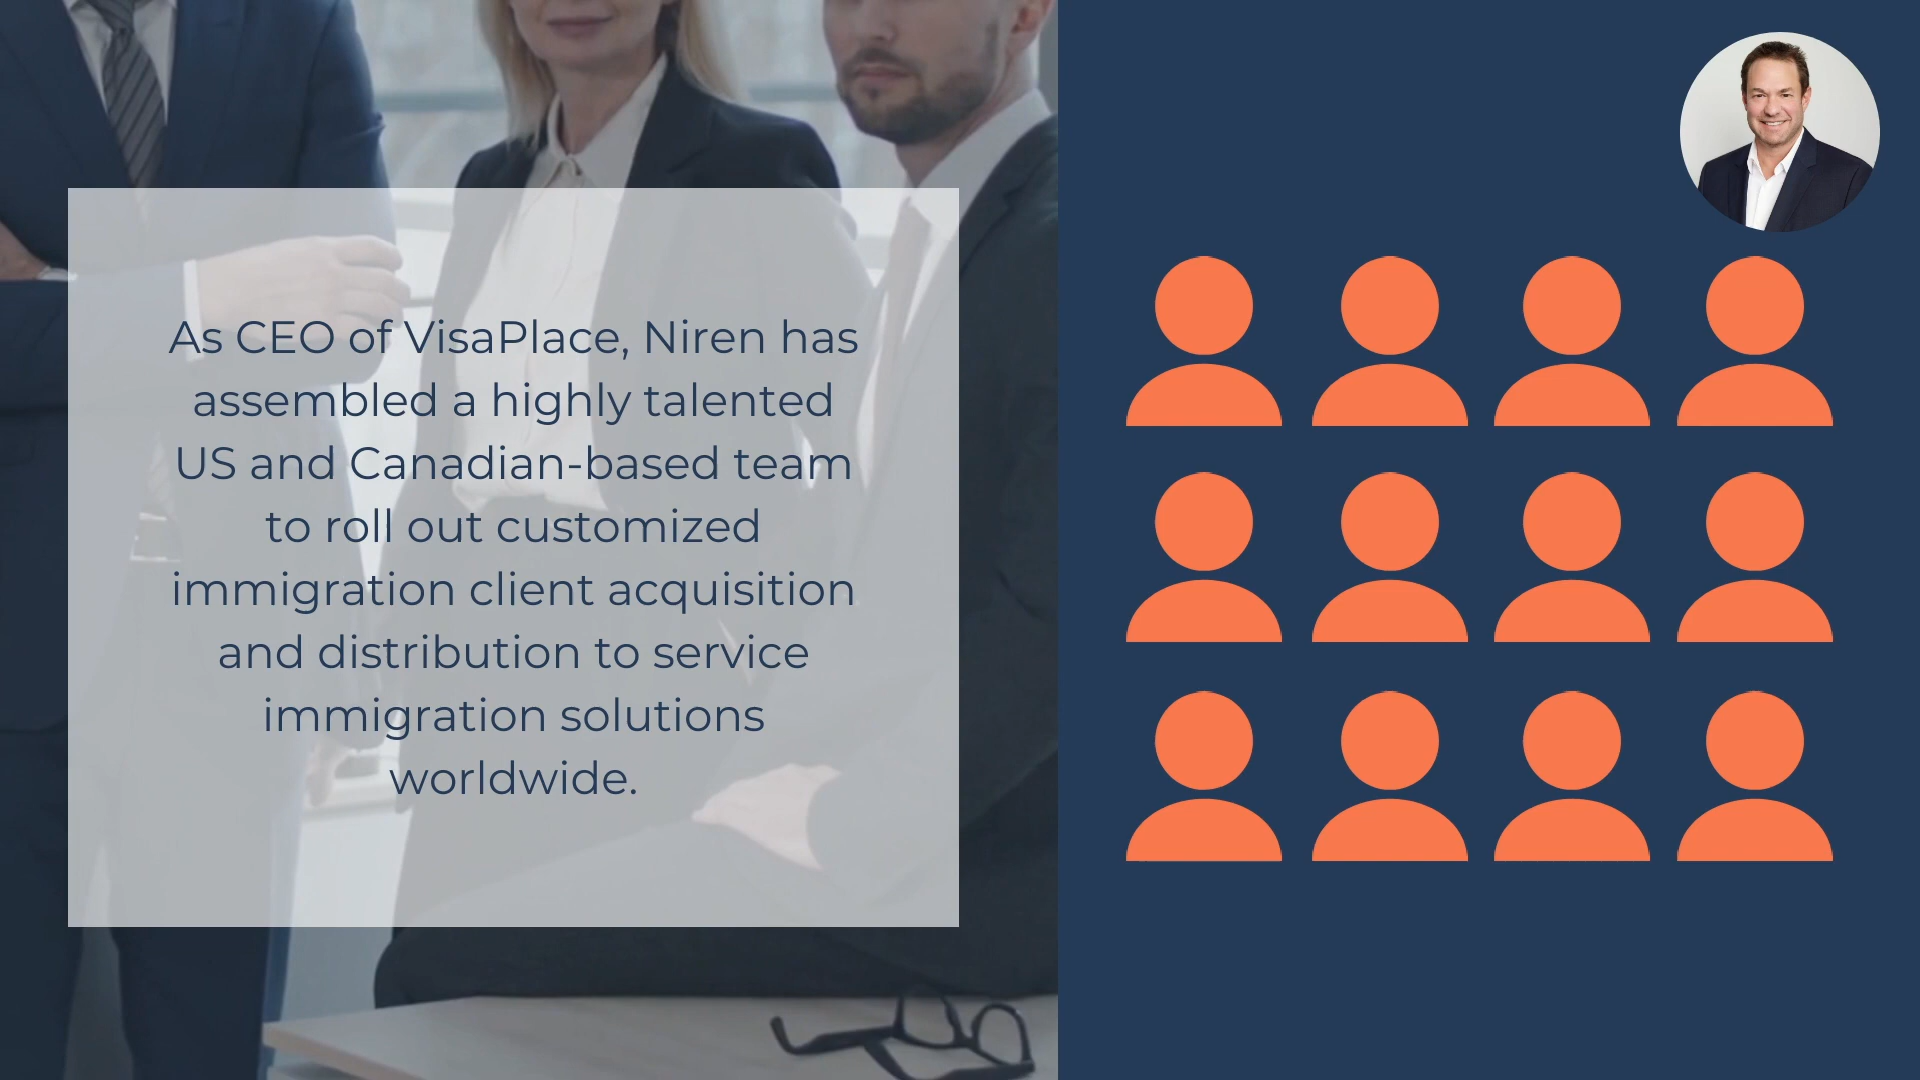 As CEO of VisaPlace, Niren has
assembled a highly talented
US and Canadian-based team
to roll out customized
immigration client acquisition
and distribution to service
immigration solutions
worldwide.